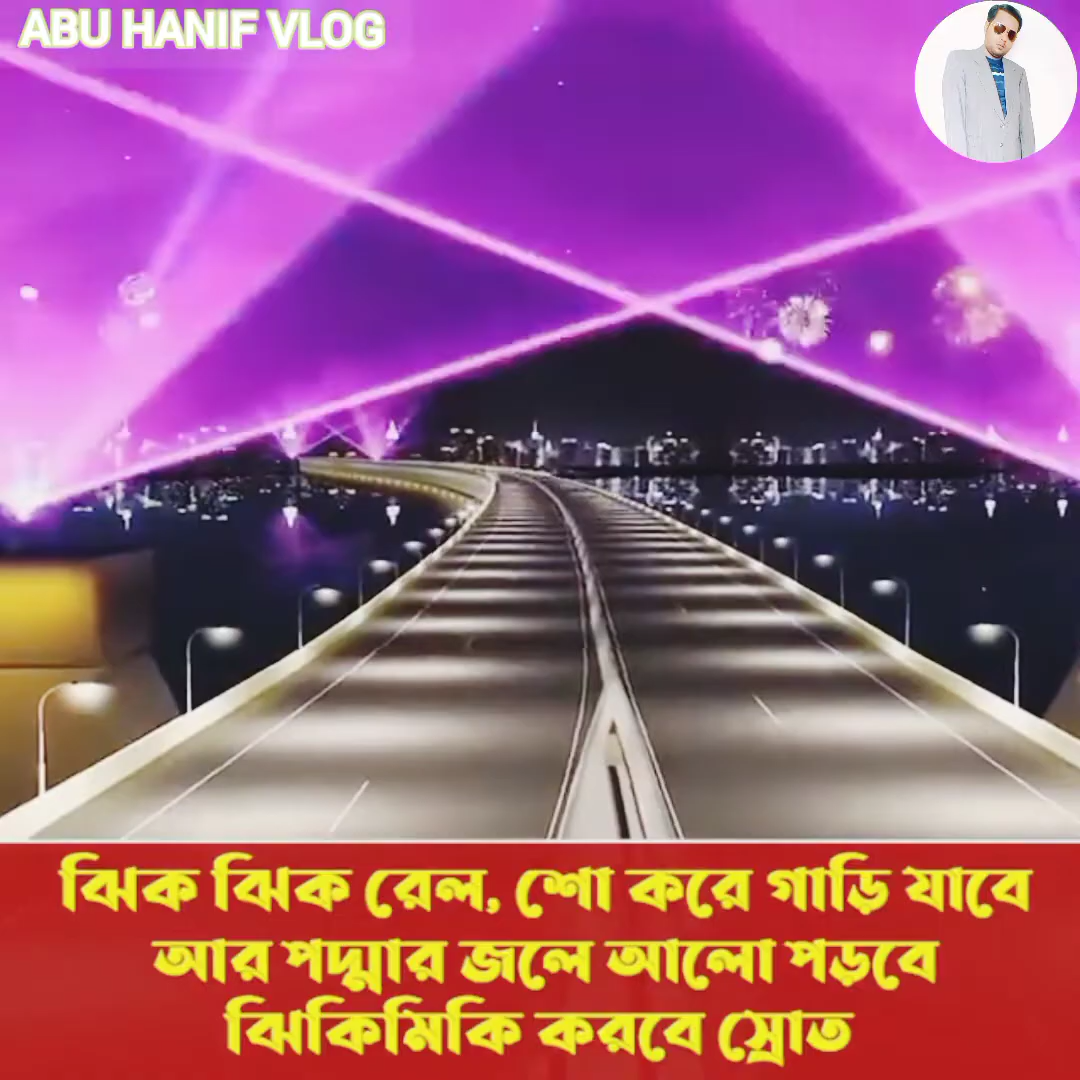 ABU HANIF VLOG
ঝিক ঝিক রেল, শো করে গাড়ি যাবে
আর পদ্মার জলে আলো পড়বে
ঝিকিমিকি করবে স্রোত